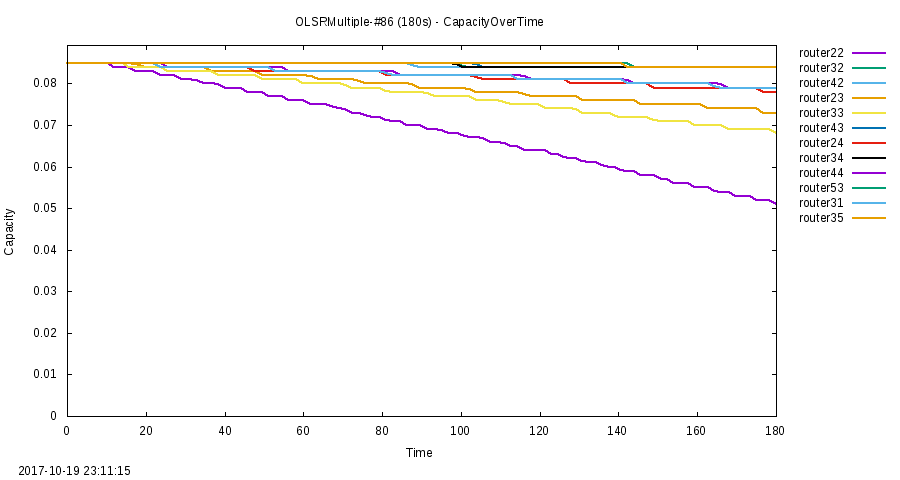 OLSRMultiple-#86 (180s) - CapacityOverTime
router22
router32
router42
router23
router33
router43
router24
router34
router44
router53
router31
router35
Capacity
0.08
0.07
0.06
0.05
0.04
0.03
0.02
0.01
0
0 20 40 60 80 100 120 140 160 180
Time
2017-10-19 23:11:15